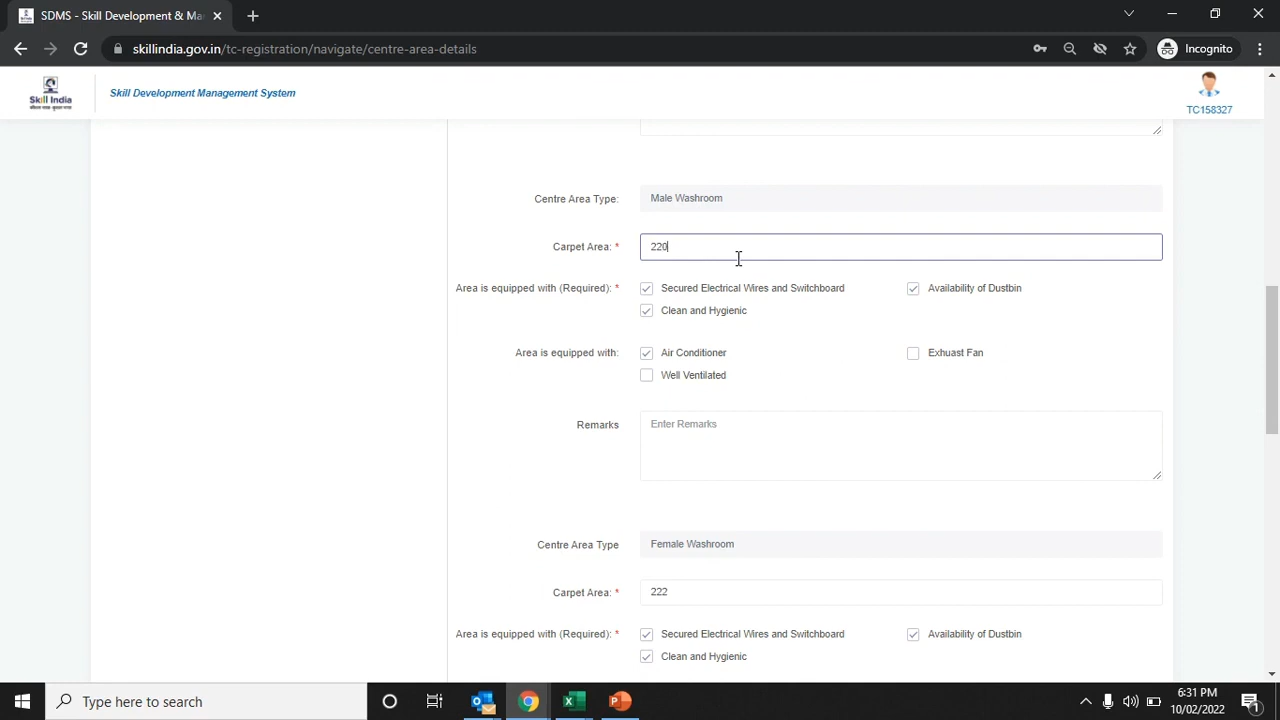 SDMS - Skill Development & Ma
skillindia.gov.in/tc-registration/navigate/centre-area-details
Incognito
Skill India
Skill Development Management System
TC158327
Centre Area Type:
Male Washroom
Carpet Area: *
220
Area is equipped with (Required): *
Secured Electrical Wires and Switchboard
Availability of Dustbin
Clean and Hygienic
Area is equipped with:
Air Conditioner
Exhuast Fan
Well Ventilated
Remarks
Enter Remarks
Centre Area Type
Female Washroom
Carpet Area: *
222
Area is equipped with (Required): *
Secured Electrical Wires and Switchboard
Availability of Dustbin
Clean and Hygienic
Type here to search
6:31 PM
10/02/2022
1